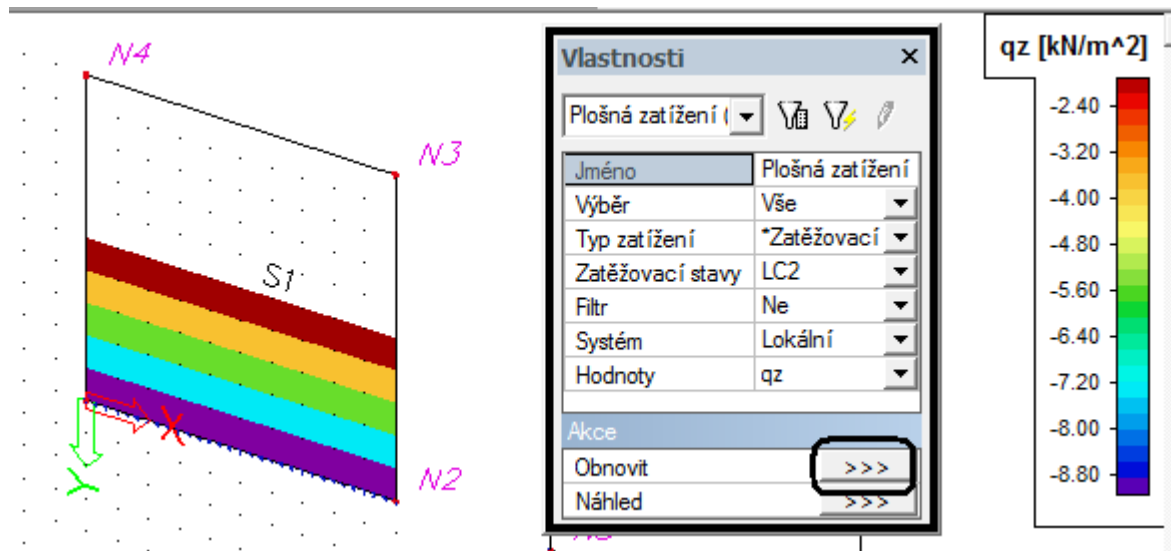 N4
N3
S1
X
Y
N2
Vlastnosti ×
Plošná zatížení (
Jméno Plošná zatížení
Výběr Vše
Typ zatížení *Zatěžovací
Zatěžovací stavy LC2
Filtr Ne
Systém Lokální
Hodnoty qz
Akce
Obnovit >>>
Náhled >>>
qz [kN/m^2]
-2.40
-3.20
-4.00
-4.80
-5.60
-6.40
-7.20
-8.00
-8.80